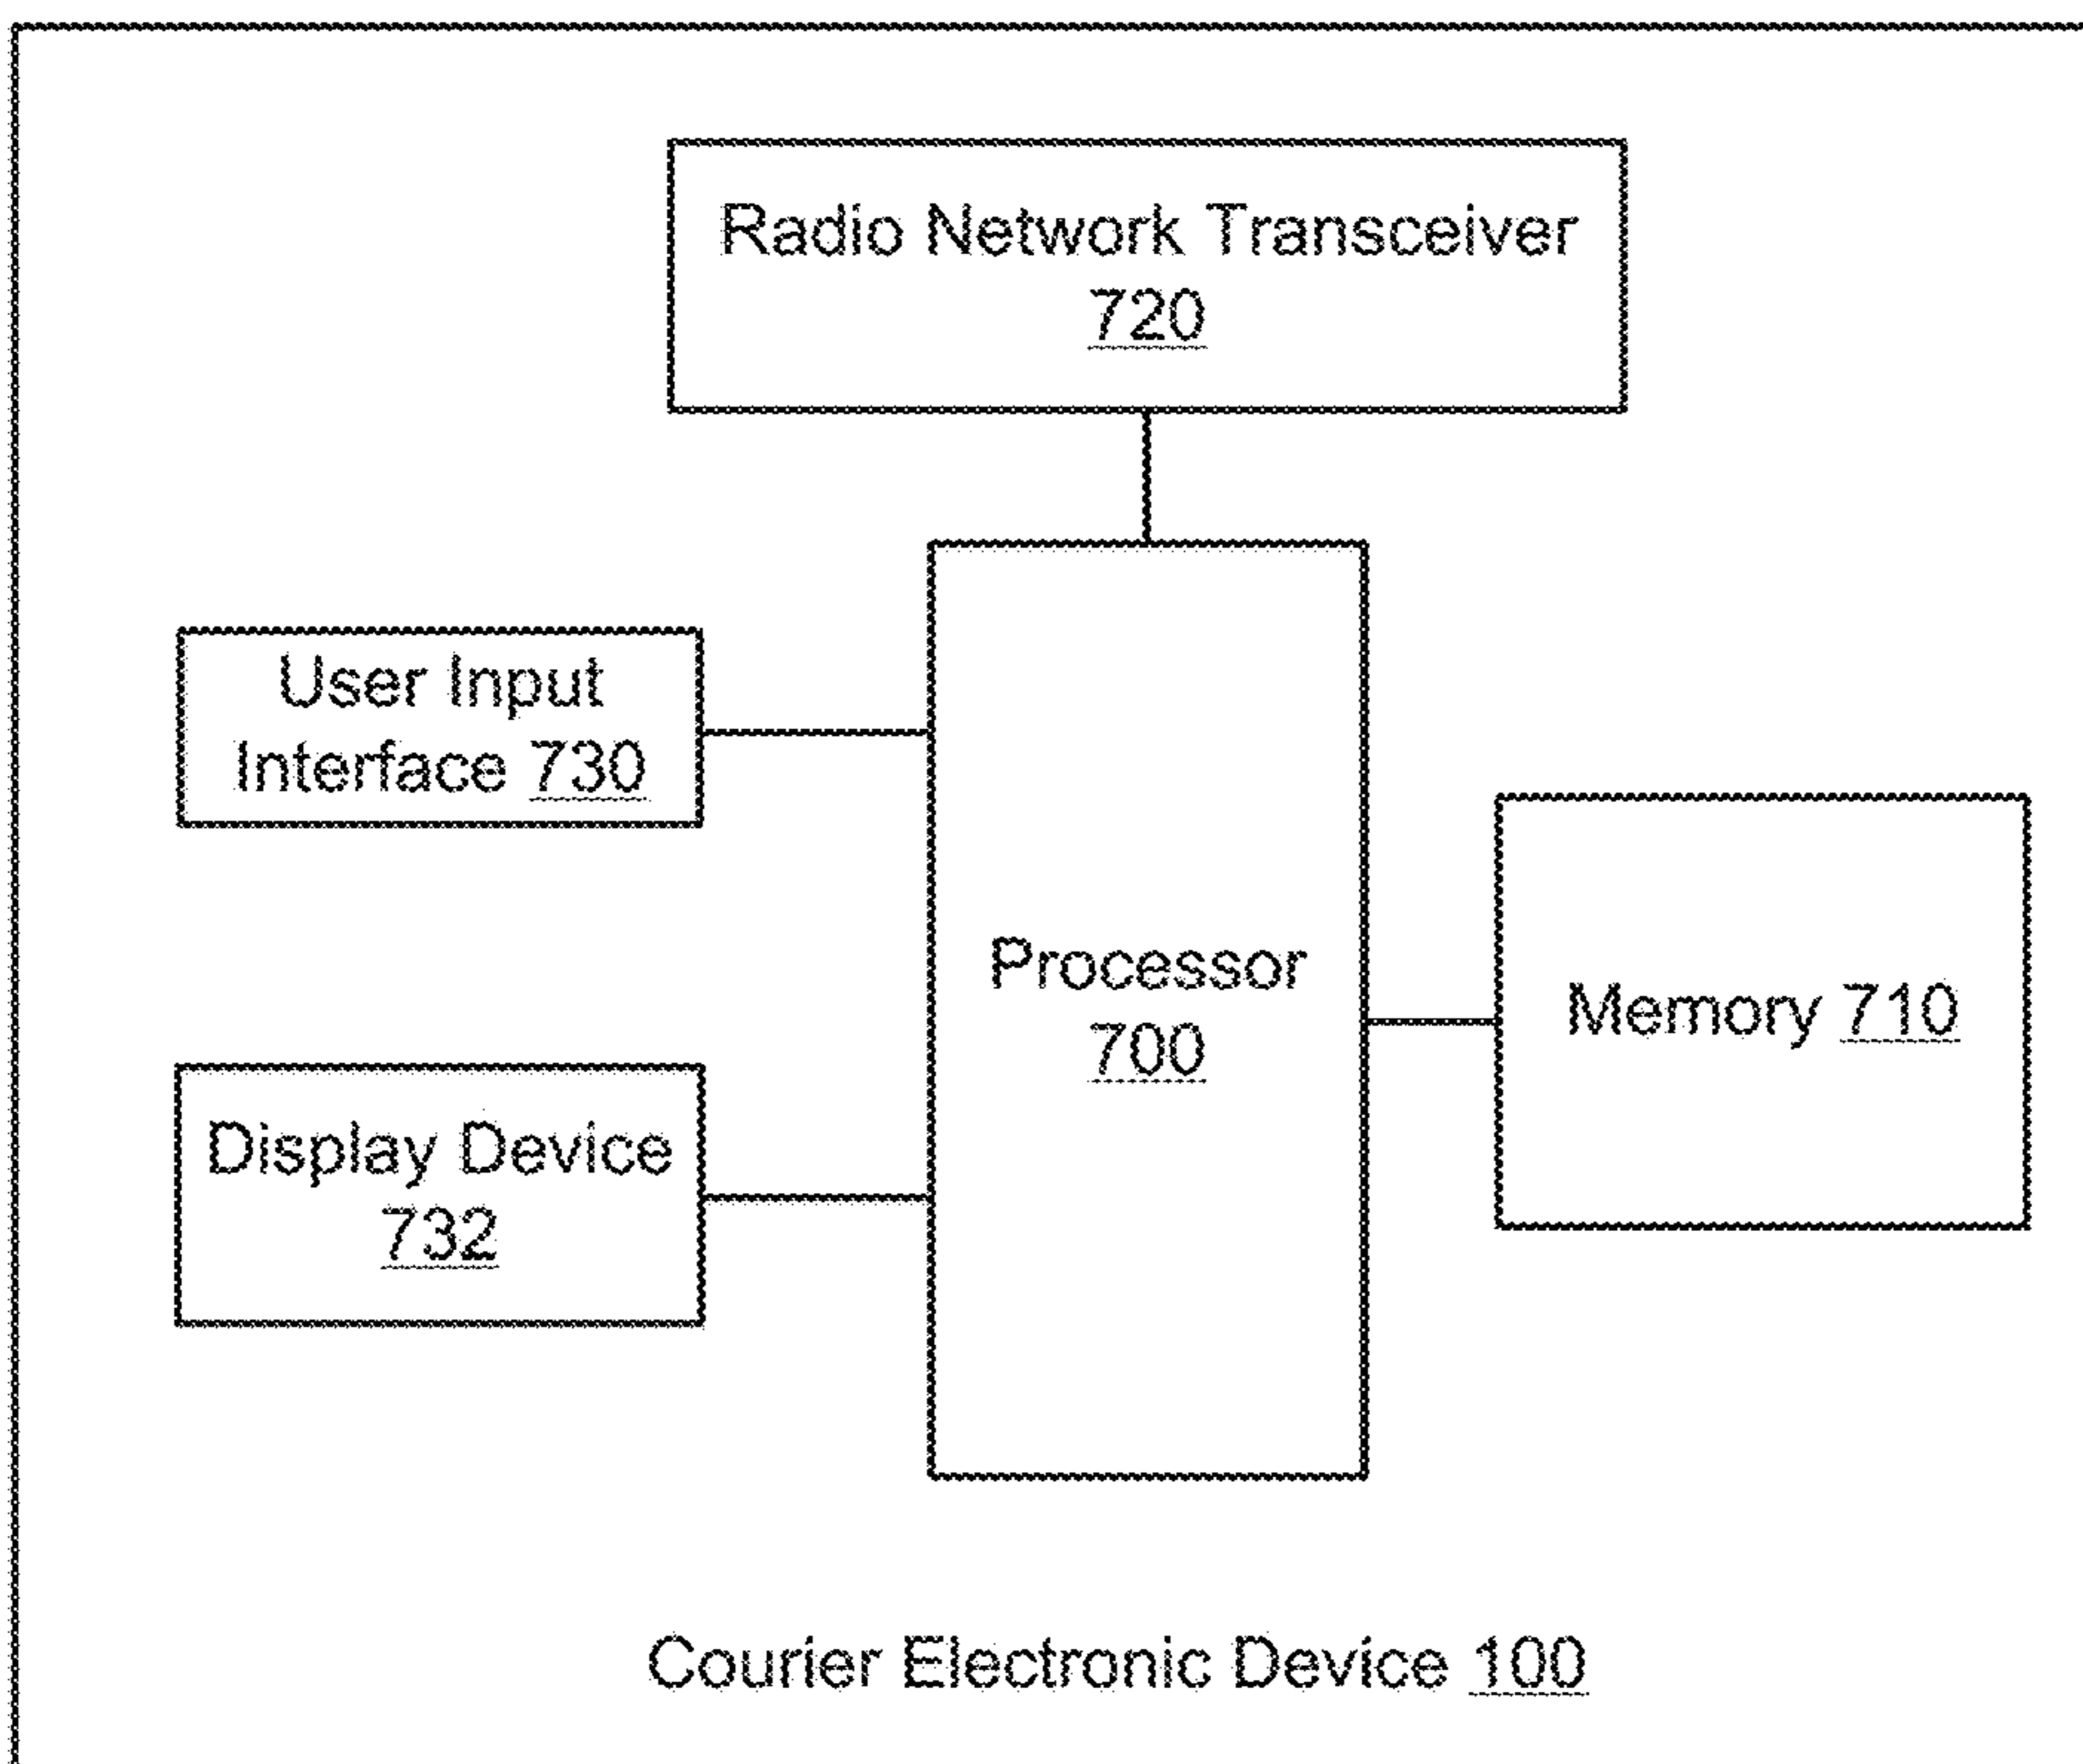 Radio Network Transceiver
720
User Input
Interface 730
Processor
700
Memory 710
Display Device
732
Courier Electronic Device 100